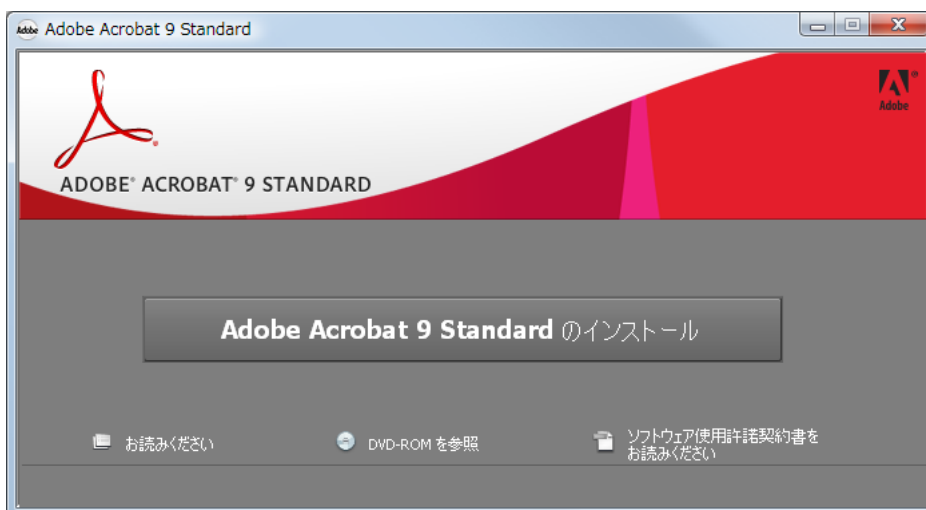 Adobe Adobe Acrobat 9 Standard
Adobe
ADOBE® ACROBAT® 9 STANDARD
Adobe Acrobat 9 Standard のインストール
お読みください
DVD-ROM を参照
ソフトウェア使用許諾契約書を
お読みください